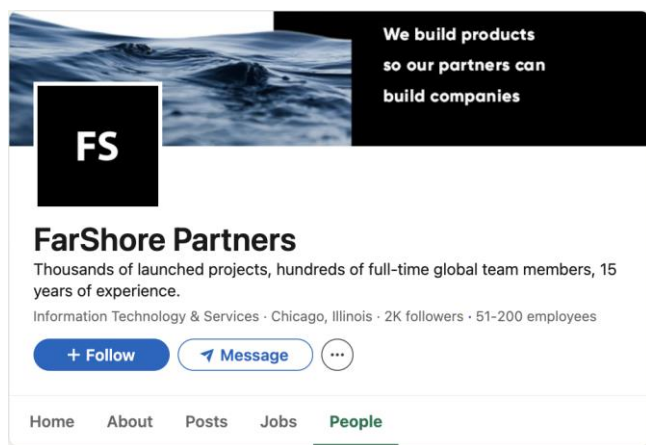 We build products
so our partners can
build companies
FS
FarShore Partners
Thousands of launched projects, hundreds of full-time global team members, 15
years of experience.
Information Technology & Services · Chicago, Illinois · 2K followers · 51-200 employees
+ Follow
Message
Home About Posts Jobs People